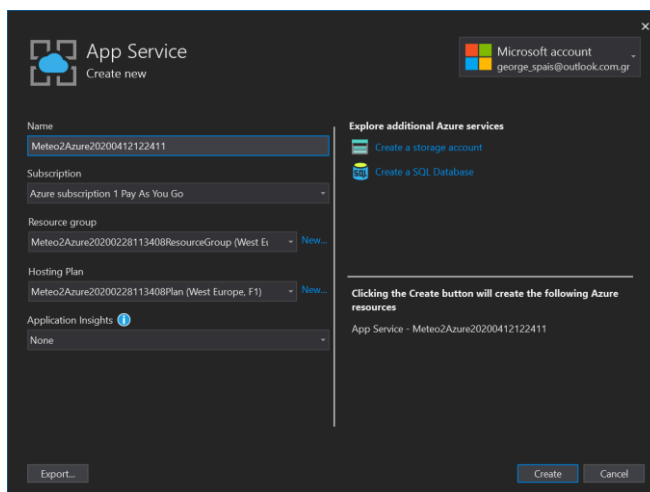 App Service
Create new
Microsoft account
george_spais@outlook.com.gr
Name
Meteo2Azure20200412122411
Subscription
Azure subscription 1 Pay As You Go
Resource group
Meteo2Azure20200228113408ResourceGroup (West Eu
New...
Hosting Plan
Meteo2Azure20200228113408Plan (West Europe, F1)
New...
Application Insights
None
Explore additional Azure services
Create a storage account
SQL
Create a SQL Database
Clicking the Create button will create the following Azure
resources
App Service - Meteo2Azure20200412122411
Export...
Create
Cancel